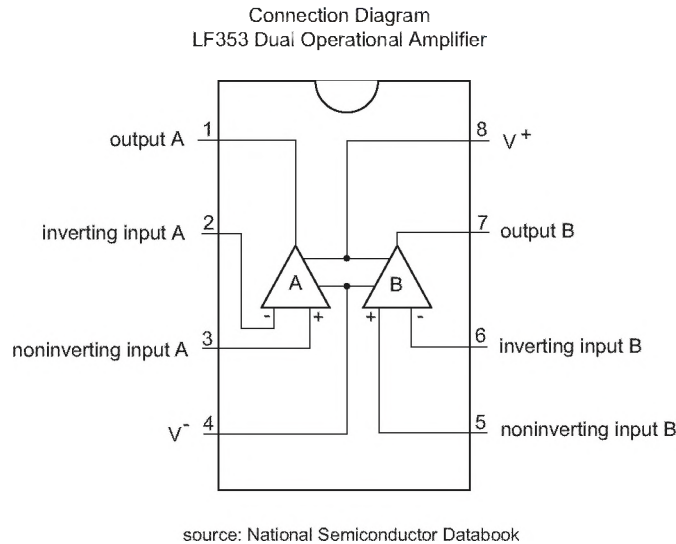 Connection Diagram
LF353 Dual Operational Amplifier
output A 1
8 V+
inverting input A 2
7 output B
A
B
- +
+ -
noninverting input A 3
6 inverting input B
V- 4
5 noninverting input B
source: National Semiconductor Databook